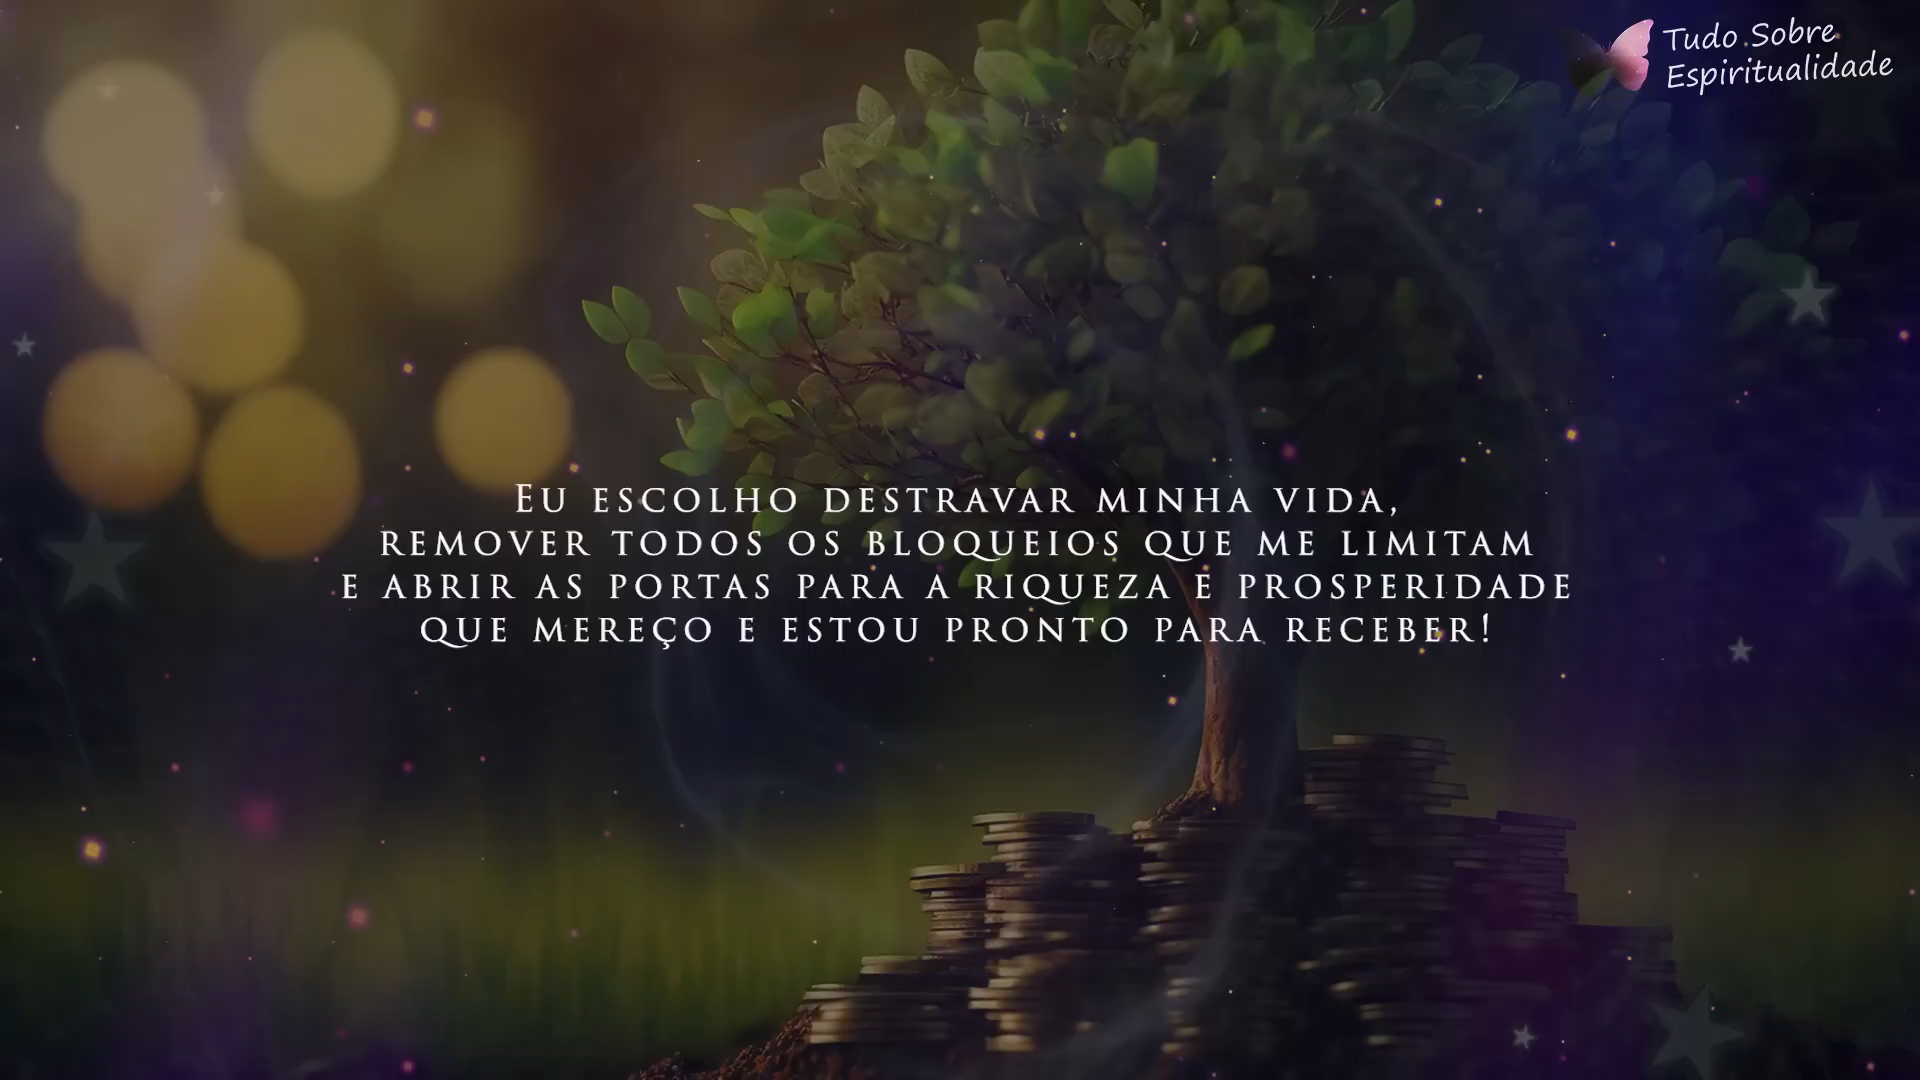 Tudo Sobre
Espiritualidade
Eu escolho destravar minha vida,
remover todos os bloqueios que me limitam
e abrir as portas para a riqueza e prosperidade
que mereço e estou pronto para receber!